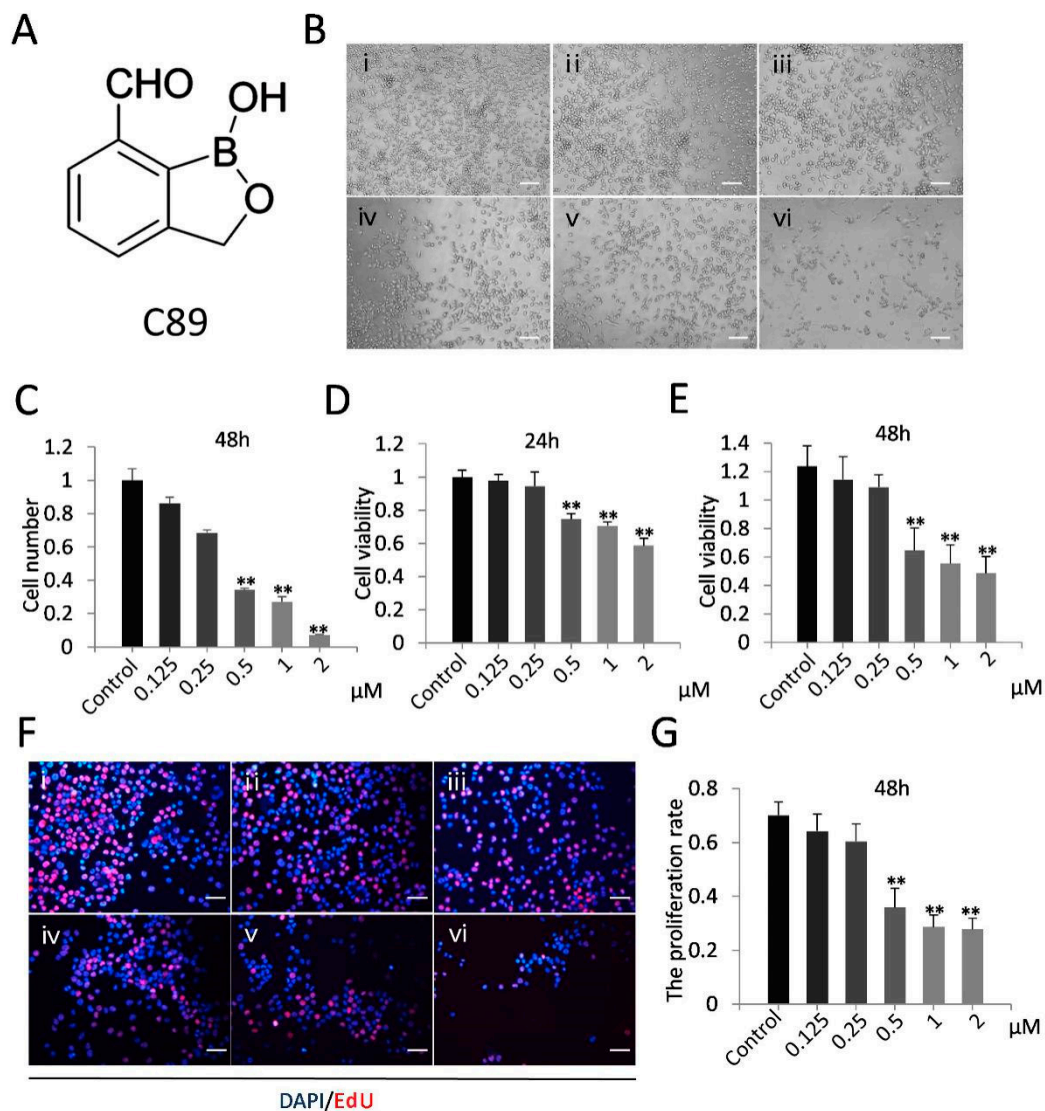 A
CHO
OH
B
O
C89
B
i
ii
iii
iv
v
vi
C
48h
Cell number
1.2
1
0.8
0.6
0.4
0.2
0
**
**
**
Control
0.125
0.25
0.5
1
2
μM
D
24h
Cell viability
1.2
1
0.8
0.6
0.4
0.2
0
**
**
**
Control
0.125
0.25
0.5
1
2
μM
E
48h
Cell viability
1.4
1.2
1
0.8
0.6
0.4
0.2
0
**
**
**
Control
0.125
0.25
0.5
1
2
μM
F
i
ii
iii
iv
v
vi
DAPI/EdU
G
48h
The proliferation rate
0.8
0.6
0.4
0.2
0
**
**
**
Control
0.125
0.25
0.5
1
2
μM